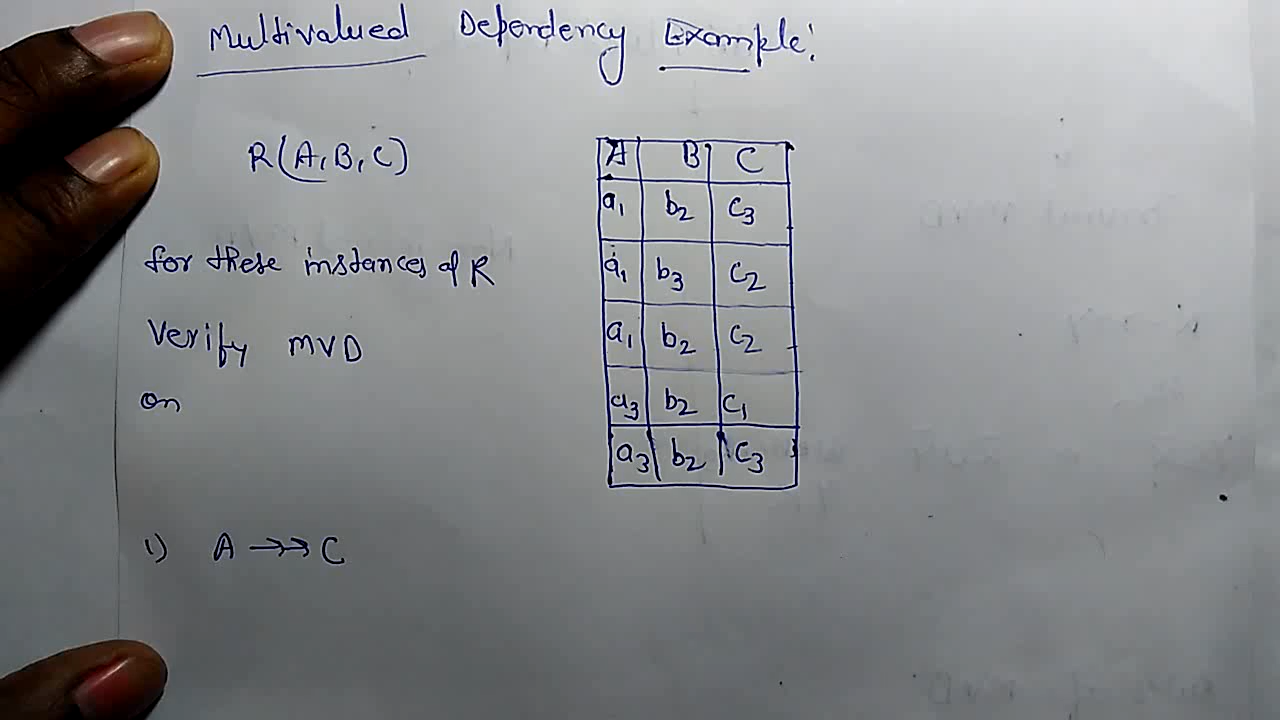 Multivalued Dependency Example:
R(A, B, C)
for these instances of R
Verify MVD
on
1) A →→ C
A B C
a1 b2 c3
a1 b3 c2
a1 b2 c2
a3 b2 c1
a3 b2 c3